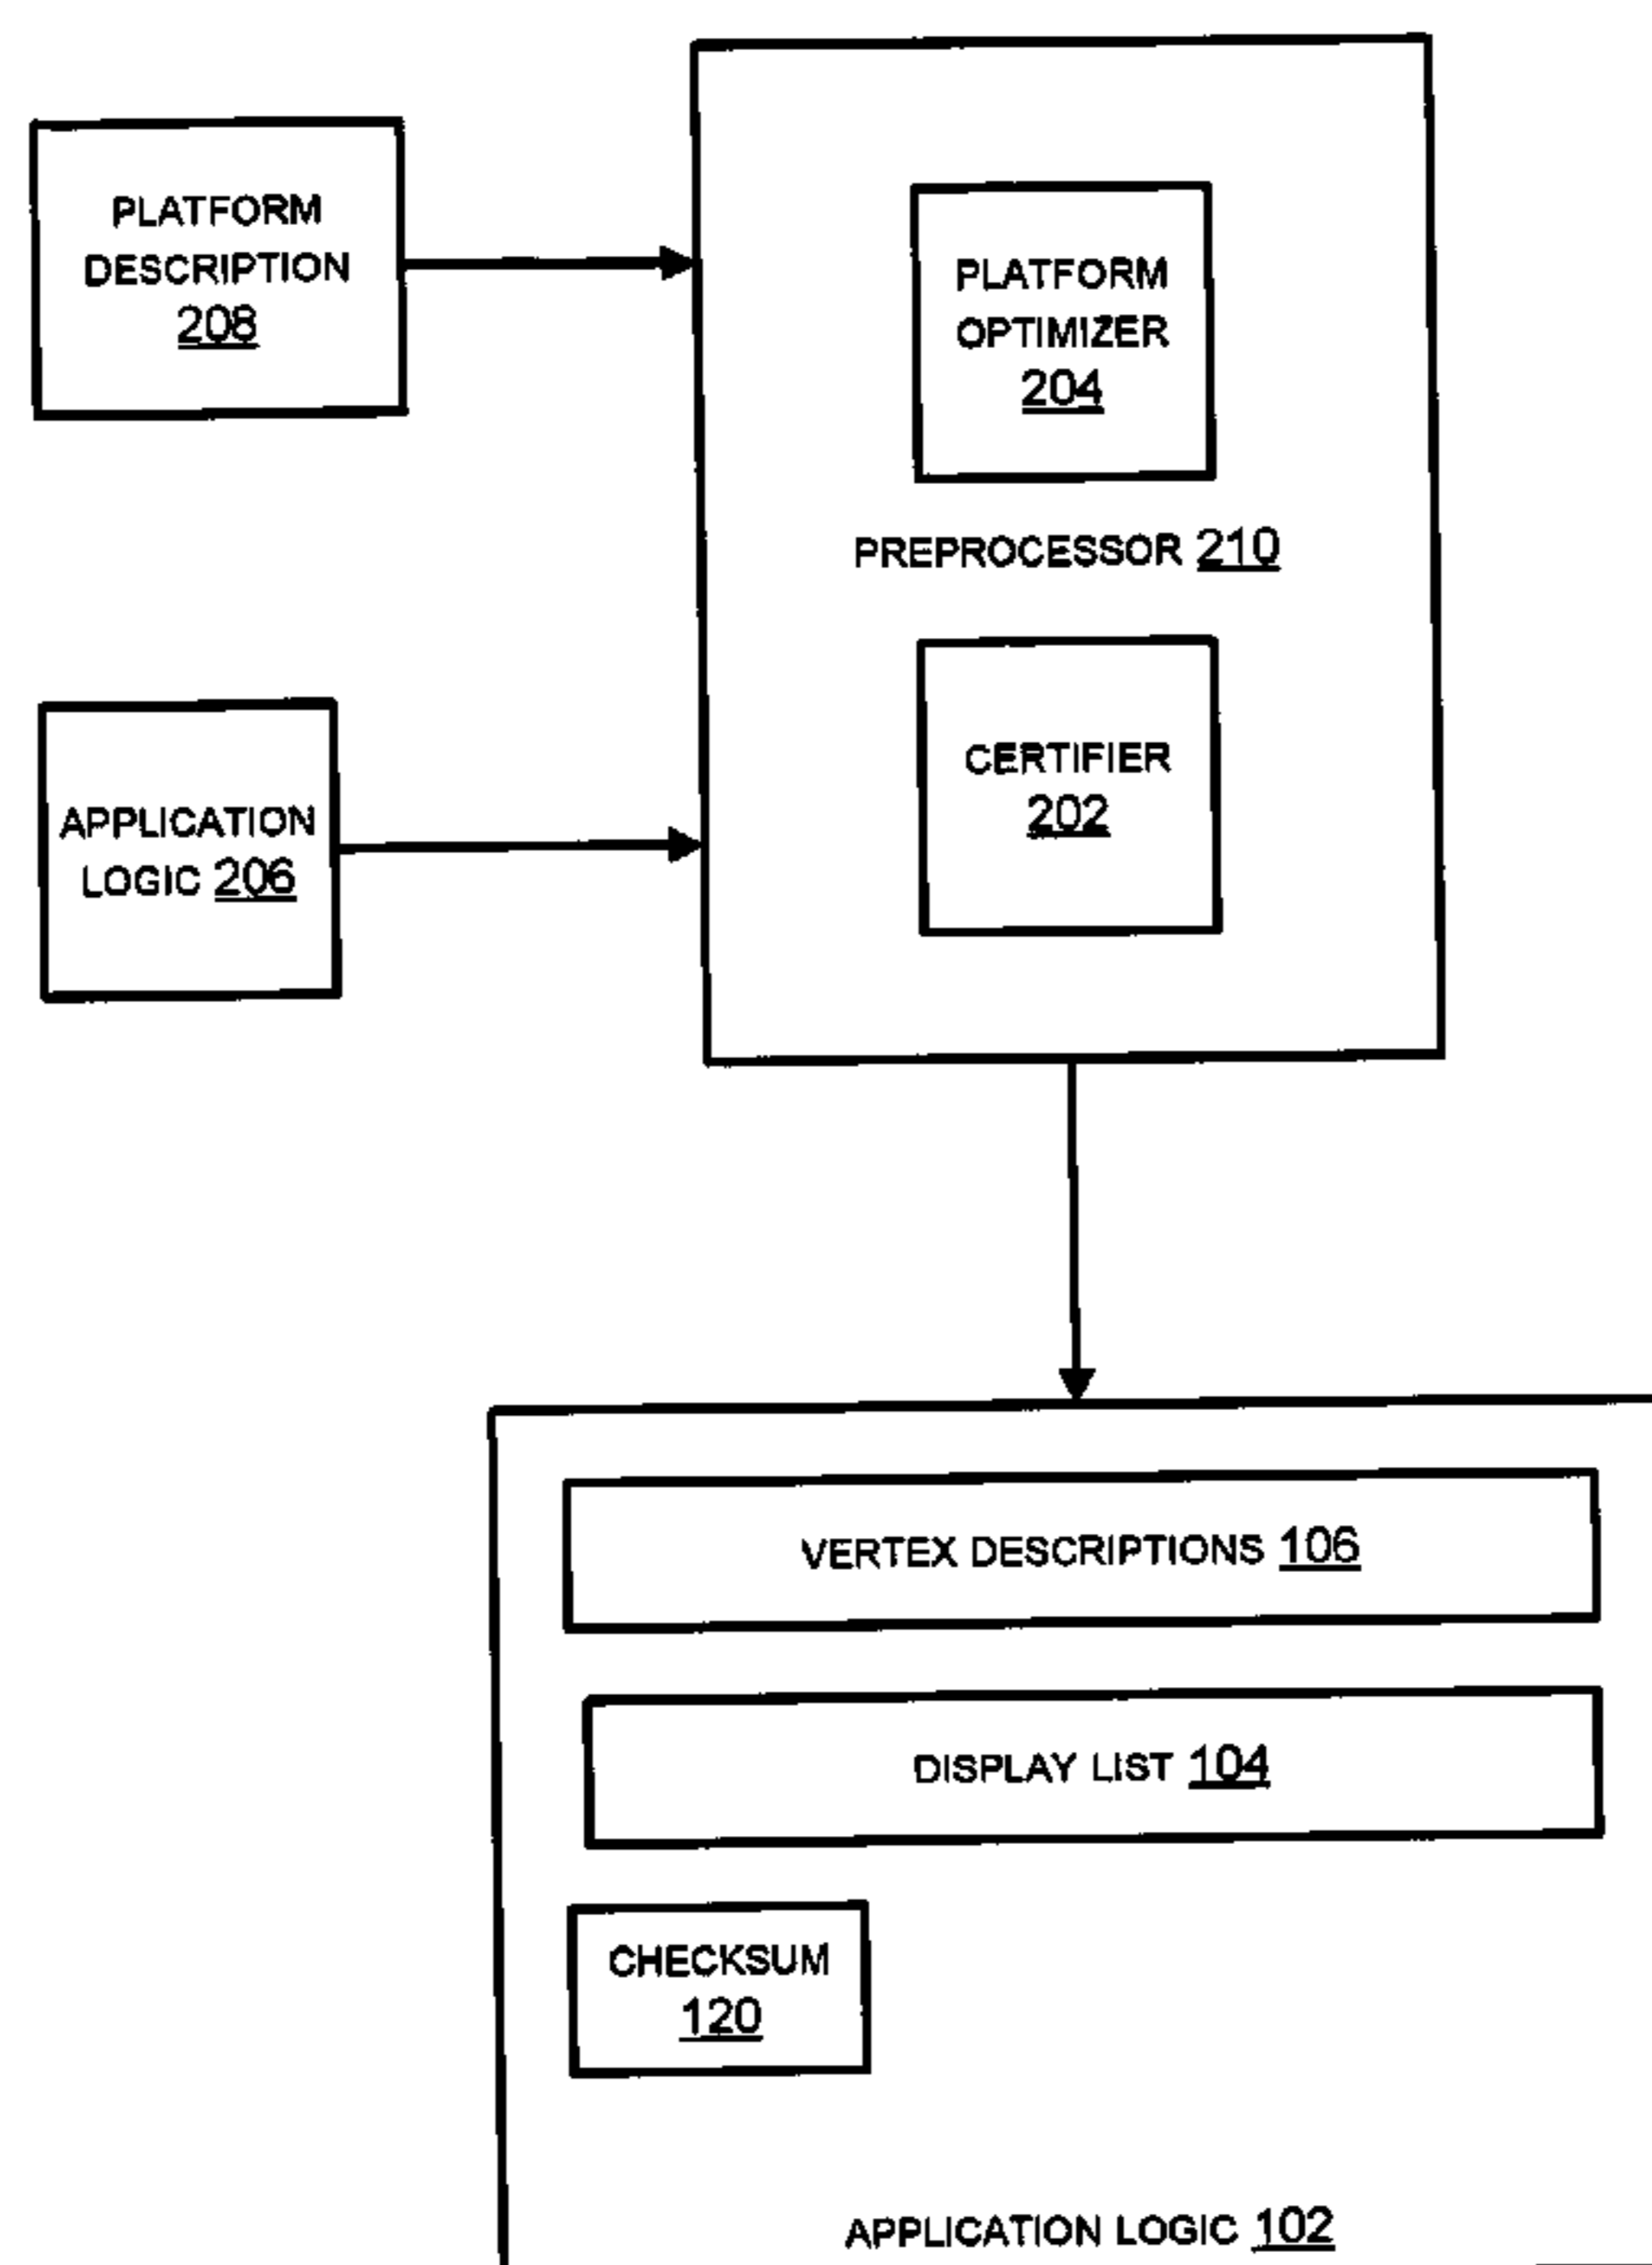 PLATFORM
DESCRIPTION
208
PLATFORM
OPTIMIZER
204
PREPROCESSOR 210
CERTIFIER
202
APPLICATION
LOGIC 206
VERTEX DESCRIPTIONS 106
DISPLAY LIST 104
CHECKSUM
120
APPLICATION LOGIC 102